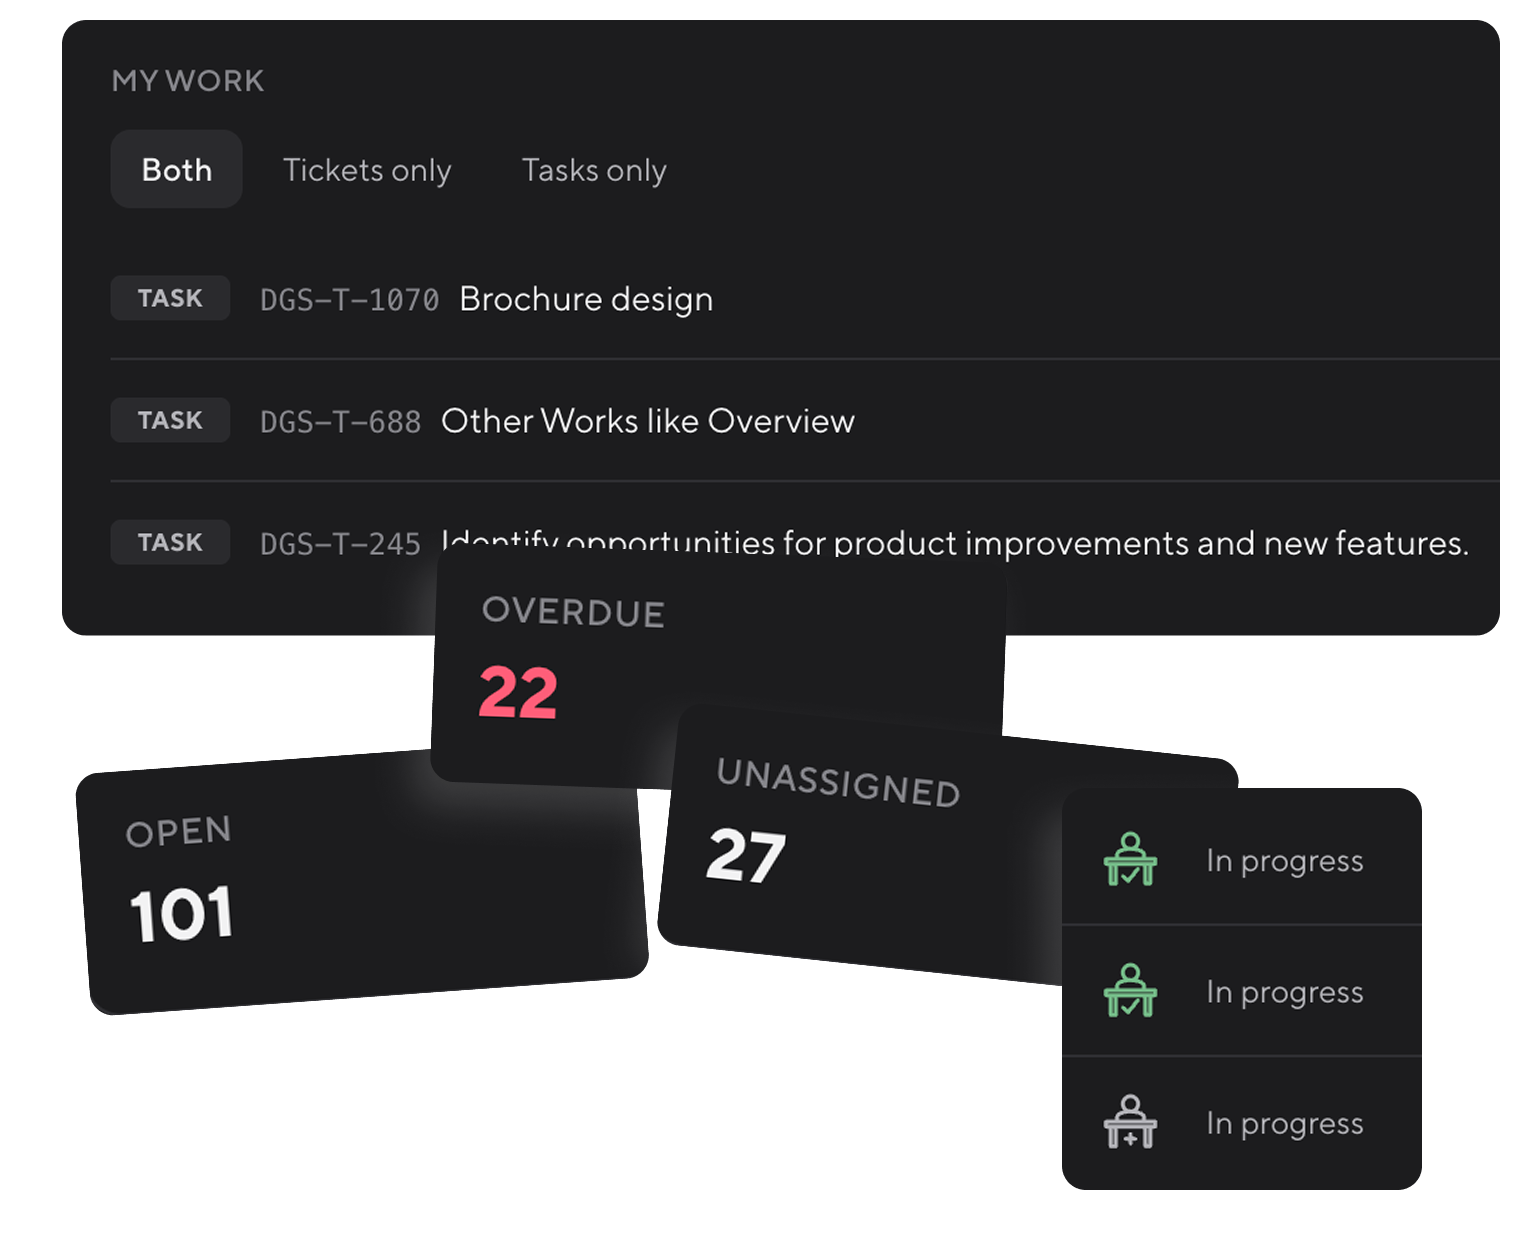 MY WORK
Both Tickets only Tasks only
TASK DGS-T-1070 Brochure design
TASK DGS-T-688 Other Works like Overview
TASK DGS-T-245 Identify opportunities for product improvements and new features.
OVERDUE
22
UNASSIGNED
27
OPEN
101
In progress
In progress
In progress